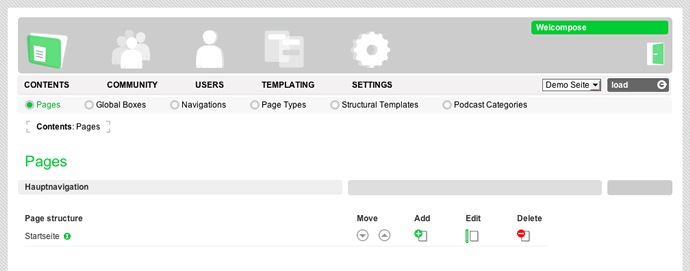 Welcompose
CONTENTS COMMUNITY USERS TEMPLATING SETTINGS Demo Seite load
Pages Global Boxes Navigations Page Types Structural Templates Podcast Categories
Contents: Pages
Pages
Hauptnavigation
Page structure Move Add Edit Delete
Startseite